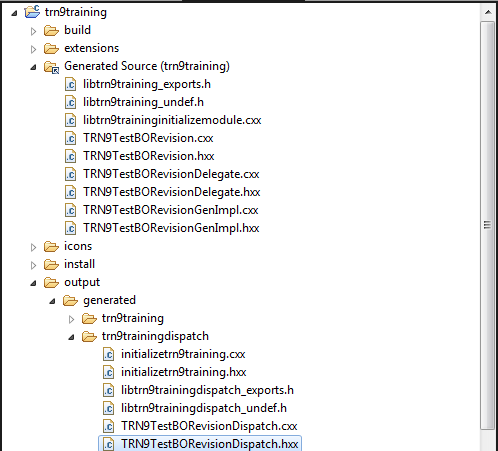 trn9training
build
extensions
Generated Source (trn9training)
libtrn9training_exports.h
libtrn9training_undef.h
libtrn9traininginitializemodule.cxx
TRN9TestBORevision.cxx
TRN9TestBORevision.hxx
TRN9TestBORevisionDelegate.cxx
TRN9TestBORevisionDelegate.hxx
TRN9TestBORevisionGenImpl.cxx
TRN9TestBORevisionGenImpl.hxx
icons
install
output
generated
trn9training
trn9trainingdispatch
initializetrn9training.cxx
initializetrn9training.hxx
libtrn9trainingdispatch_exports.h
libtrn9trainingdispatch_undef.h
TRN9TestBORevisionDispatch.cxx
TRN9TestBORevisionDispatch.hxx